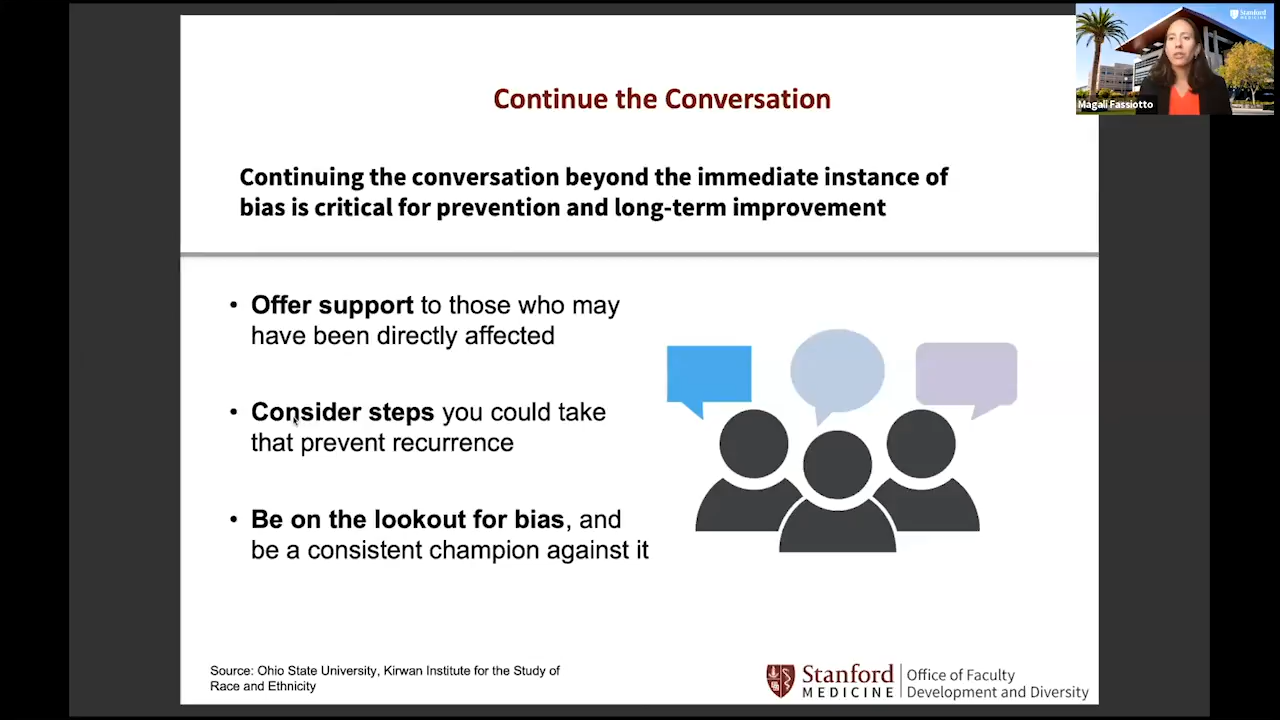 Stanford
MEDICINE
Magali Fassiotto
Continue the Conversation
Continuing the conversation beyond the immediate instance of
bias is critical for prevention and long-term improvement
• Offer support to those who may
have been directly affected
• Consider steps you could take
that prevent recurrence
• Be on the lookout for bias, and
be a consistent champion against it
Source: Ohio State University, Kirwan Institute for the Study of
Race and Ethnicity
Stanford
MEDICINE
Office of Faculty
Development and Diversity